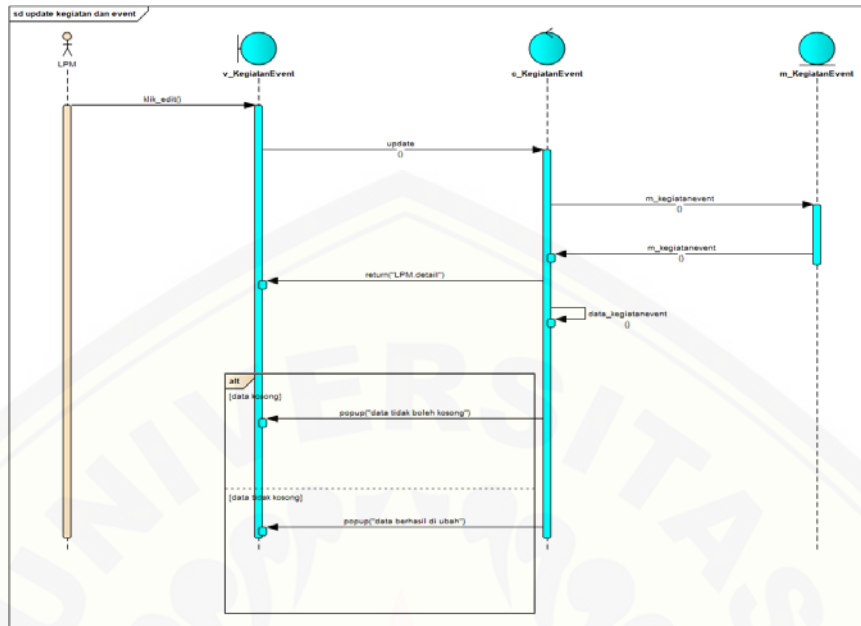 sd update kegiatan dan event
LPM
v_KegiatanEvent
c_KegiatanEvent
m_KegiatanEvent
klik_edit()
update
()
m_kegiatanevent
()
m_kegiatanevent
()
return("LPM.detail")
data_kegiatanevent
()
alt
[data kosong]
popup("data tidak boleh kosong")
[data tidak kosong]
popup("data berhasil di ubah")
UNIVERSITAS